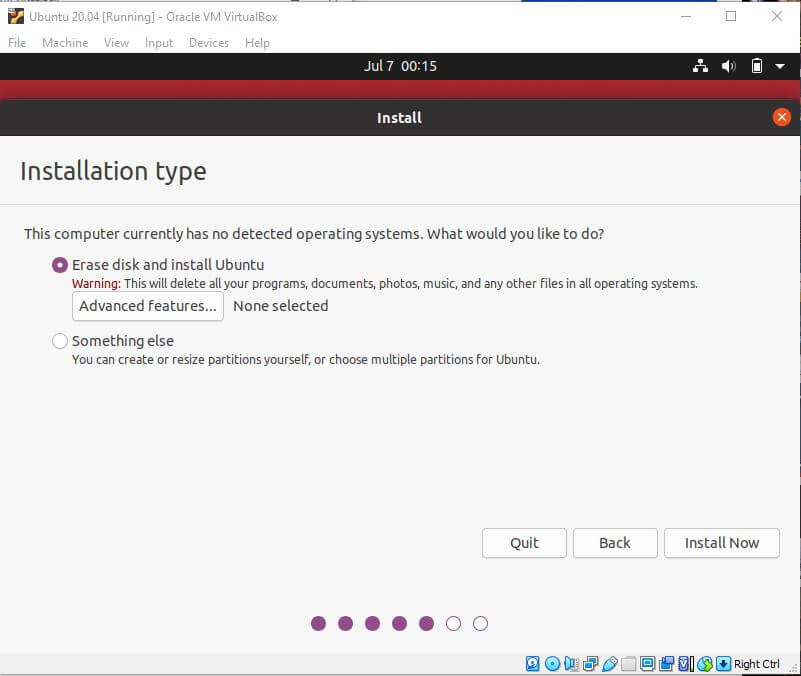 Ubuntu 20.04 [Running] - Oracle VM VirtualBox
File Machine View Input Devices Help
Jul 7 00:15
Install
Installation type
This computer currently has no detected operating systems. What would you like to do?
Erase disk and install Ubuntu
Warning: This will delete all your programs, documents, photos, music, and any other files in all operating systems.
Advanced features... None selected
Something else
You can create or resize partitions yourself, or choose multiple partitions for Ubuntu.
Quit Back Install Now
Right Ctrl